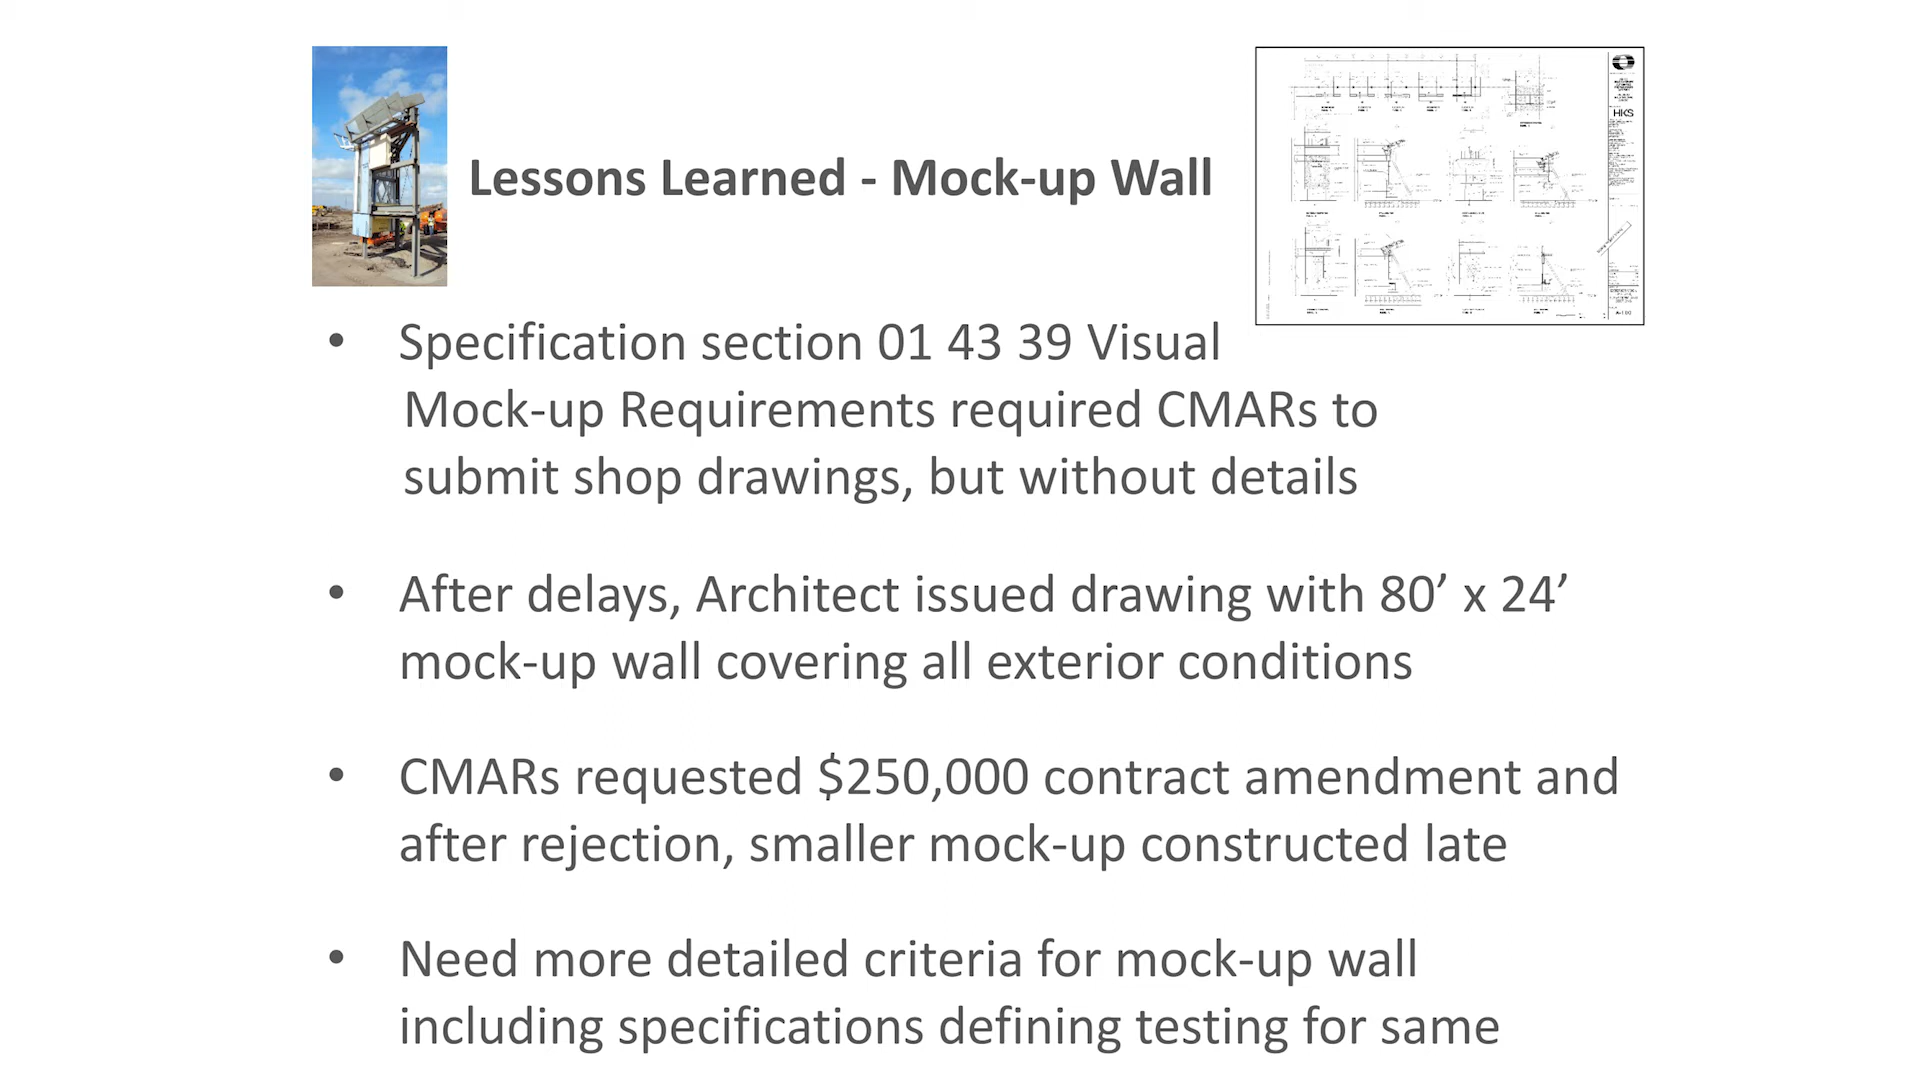 Lessons Learned - Mock-up Wall
HKS
• Specification section 01 43 39 Visual
Mock-up Requirements required CMARs to
submit shop drawings, but without details
• After delays, Architect issued drawing with 80’ x 24’
mock-up wall covering all exterior conditions
• CMARs requested $250,000 contract amendment and
after rejection, smaller mock-up constructed late
• Need more detailed criteria for mock-up wall
including specifications defining testing for same